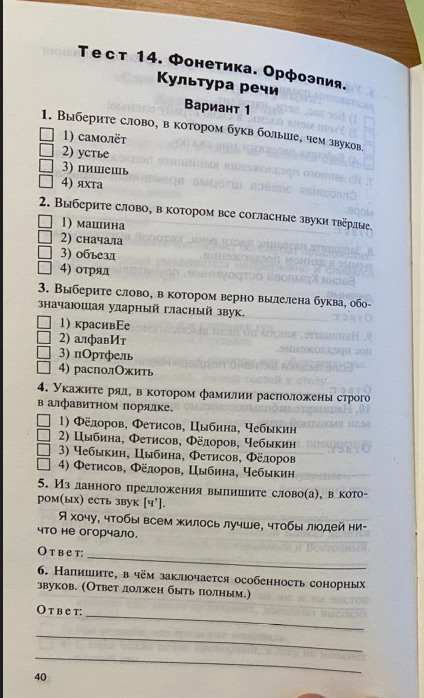 Тест 14. Фонетика. Орфоэпия.
Культура речи
Вариант 1
1. Выберите слово, в котором букв больше, чем звуков.
1) самолёт
2) устье
3) пишешь
4) яхта
2. Выберите слово, в котором все согласные звуки твёрдые.
1) машина
2) сначала
3) объезд
4) отряд
3. Выберите слово, в котором верно выделена буква, обо-
значающая ударный гласный звук.
1) красивЕе
2) алфавИт
3) пОртфель
4) располОжить
4. Укажите ряд, в котором фамилии расположены строго
в алфавитном порядке.
1) Фёдоров, Фетисов, Цыбина, Чебыкин
2) Цыбина, Фетисов, Фёдоров, Чебыкин
3) Чебыкин, Цыбина, Фетисов, Фёдоров
4) Фетисов, Фёдоров, Цыбина, Чебыкин
5. Из данного предложения выпишите слово(а), в кото-
ром(ых) есть звук [ч’].
Я хочу, чтобы всем жилось лучше, чтобы людей ни-
что не огорчало.
Ответ:
6. Напишите, в чём заключается особенность сонорных
звуков. (Ответ должен быть полным.)
Ответ:
40